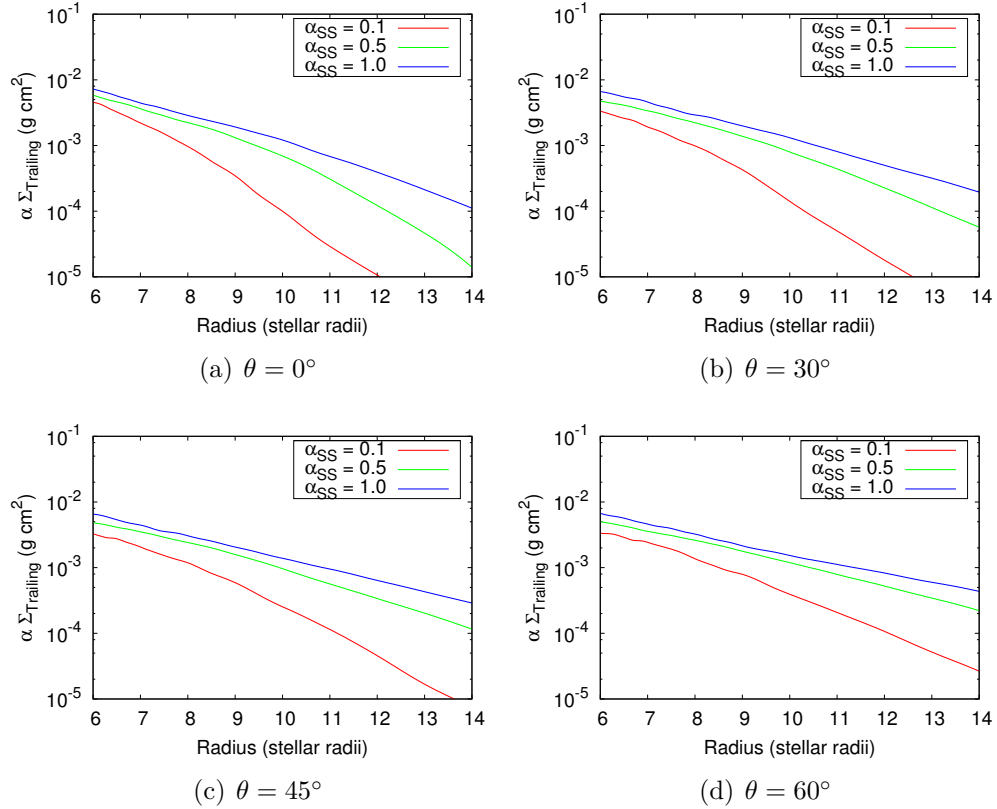 α_SS = 0.1
α_SS = 0.5
α_SS = 1.0
10^-1
10^-2
10^-3
10^-4
10^-5
α Σ_Trailing (g cm^2)
6 7 8 9 10 11 12 13 14
Radius (stellar radii)
(a) θ = 0°
α_SS = 0.1
α_SS = 0.5
α_SS = 1.0
10^-1
10^-2
10^-3
10^-4
10^-5
α Σ_Trailing (g cm^2)
6 7 8 9 10 11 12 13 14
Radius (stellar radii)
(b) θ = 30°
α_SS = 0.1
α_SS = 0.5
α_SS = 1.0
10^-1
10^-2
10^-3
10^-4
10^-5
α Σ_Trailing (g cm^2)
6 7 8 9 10 11 12 13 14
Radius (stellar radii)
(c) θ = 45°
α_SS = 0.1
α_SS = 0.5
α_SS = 1.0
10^-1
10^-2
10^-3
10^-4
10^-5
α Σ_Trailing (g cm^2)
6 7 8 9 10 11 12 13 14
Radius (stellar radii)
(d) θ = 60°